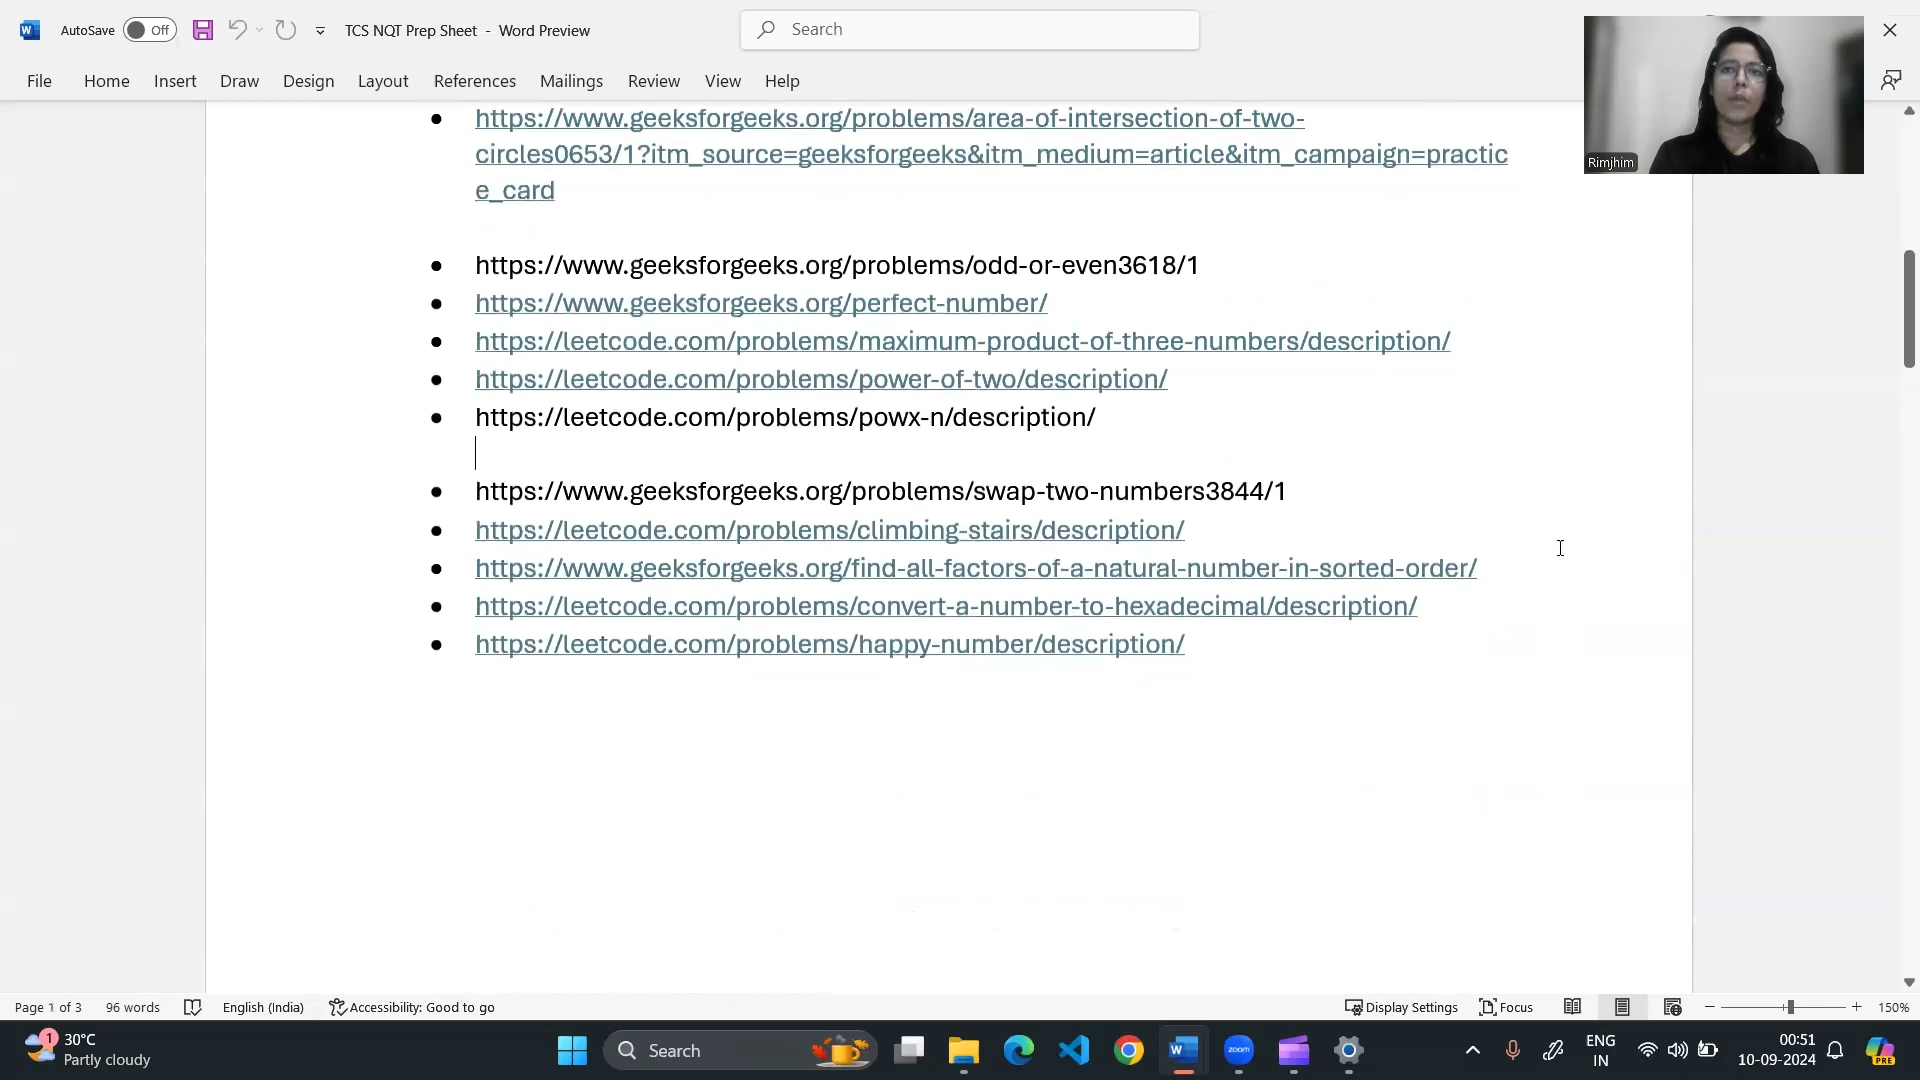 AutoSave Off TCS NQT Prep Sheet - Word Preview Search
File Home Insert Draw Design Layout References Mailings Review View Help
Rimjhim
https://www.geeksforgeeks.org/problems/area-of-intersection-of-two-
circles0653/1?itm_source=geeksforgeeks&itm_medium=article&itm_campaign=practic
e_card
https://www.geeksforgeeks.org/problems/odd-or-even3618/1
https://www.geeksforgeeks.org/perfect-number/
https://leetcode.com/problems/maximum-product-of-three-numbers/description/
https://leetcode.com/problems/power-of-two/description/
https://leetcode.com/problems/powx-n/description/
https://www.geeksforgeeks.org/problems/swap-two-numbers3844/1
https://leetcode.com/problems/climbing-stairs/description/
https://www.geeksforgeeks.org/find-all-factors-of-a-natural-number-in-sorted-order/
https://leetcode.com/problems/convert-a-number-to-hexadecimal/description/
https://leetcode.com/problems/happy-number/description/
Page 1 of 3 96 words English (India) Accessibility: Good to go Display Settings Focus 150%
1 30°C Search W zoom ENG 00:51
Partly cloudy IN 10-09-2024 PRE